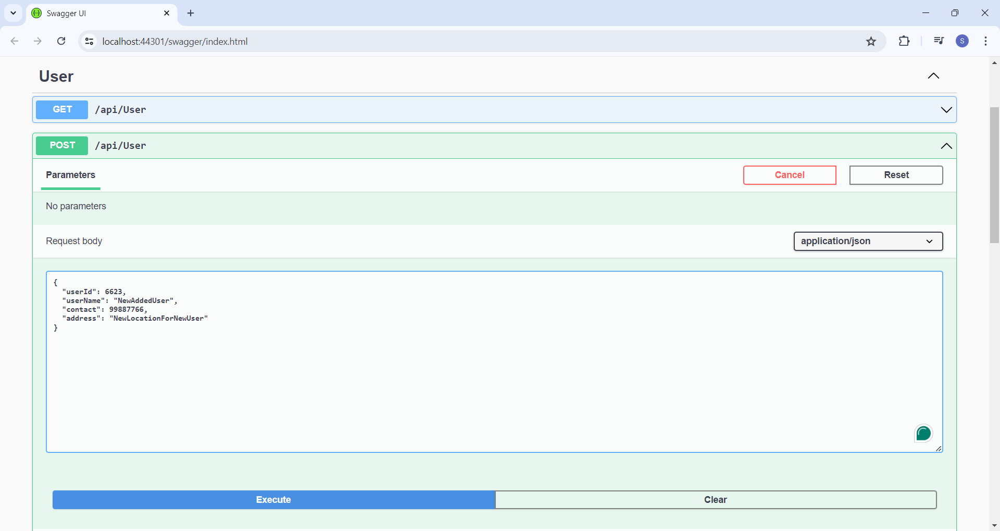 Swagger UI
localhost:44301/swagger/index.html
S
User
GET /api/User
POST /api/User
Parameters
Cancel
Reset
No parameters
Request body
application/json
{
"userId": 6623,
"userName": "NewAddedUser",
"contact": 99887766,
"address": "NewLocationForNewUser"
}
Execute
Clear